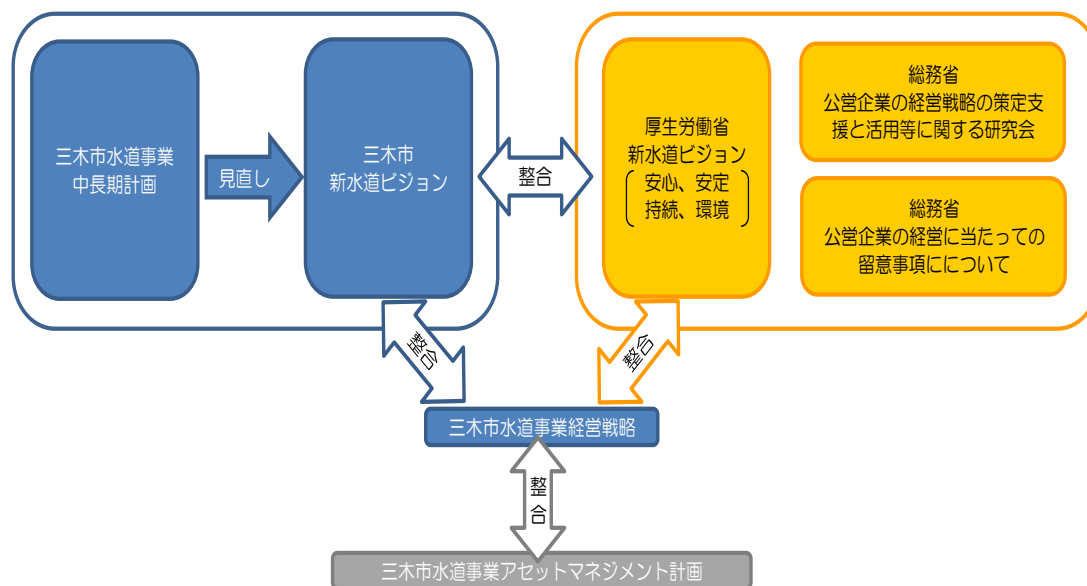 三木市水道事業
中長期計画
見直し
三木市
新水道ビジョン
整合
厚生労働省
新水道ビジョン
安心、安定
持続、環境
総務省
公営企業の経営戦略の策定支
援と活用等に関する研究会
総務省
公営企業の経営に当たっての
留意事項にについて
整合
整合
三木市水道事業経営戦略
整
合
三木市水道事業アセットマネジメント計画